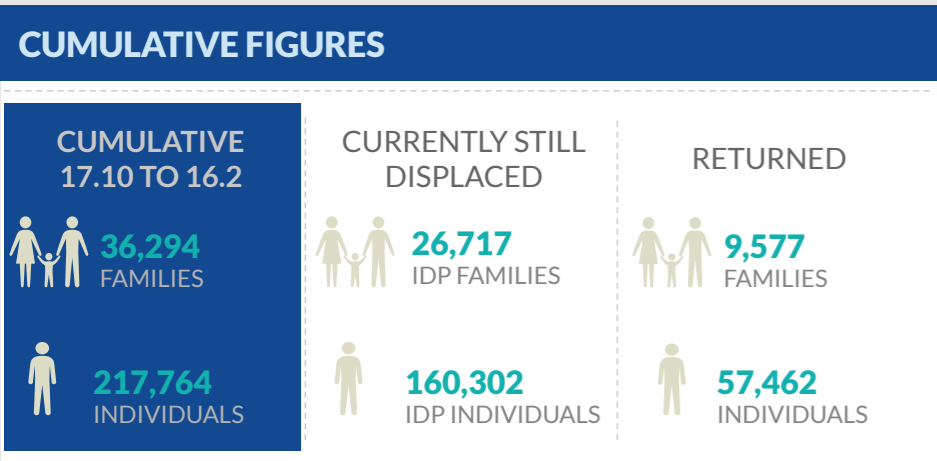 CUMULATIVE FIGURES
CUMULATIVE
17.10 TO 16.2
36,294
FAMILIES
217,764
INDIVIDUALS
CURRENTLY STILL
DISPLACED
26,717
IDP FAMILIES
160,302
IDP INDIVIDUALS
RETURNED
9,577
FAMILIES
57,462
INDIVIDUALS